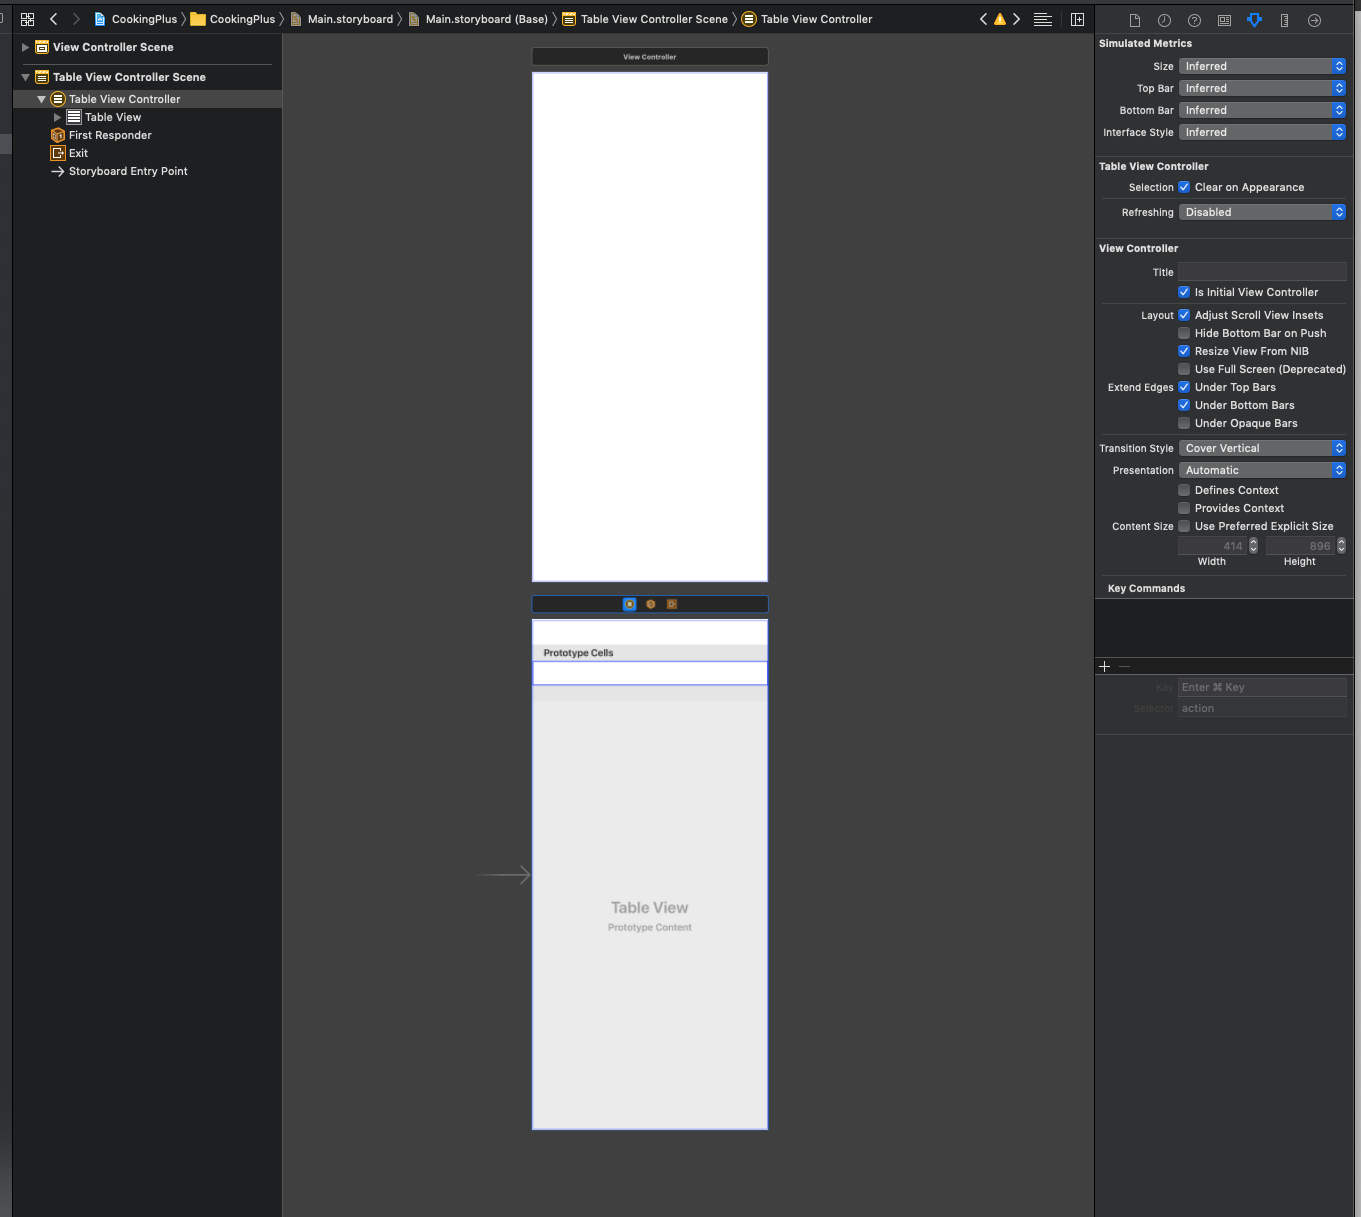 CookingPlus CookingPlus Main.storyboard Main.storyboard (Base) Table View Controller Scene Table View Controller
View Controller Scene
Table View Controller Scene
Table View Controller
Table View
First Responder
Exit
Storyboard Entry Point
View Controller
Prototype Cells
Table View
Prototype Content
Simulated Metrics
Size Inferred
Top Bar Inferred
Bottom Bar Inferred
Interface Style Inferred
Table View Controller
Selection Clear on Appearance
Refreshing Disabled
View Controller
Title
Is Initial View Controller
Layout Adjust Scroll View Insets
Hide Bottom Bar on Push
Resize View From NIB
Use Full Screen (Deprecated)
Extend Edges Under Top Bars
Under Bottom Bars
Under Opaque Bars
Transition Style Cover Vertical
Presentation Automatic
Defines Context
Provides Context
Content Size Use Preferred Explicit Size
414 896
Width Height
Key Commands
Key Enter ⌘ Key
Selector action